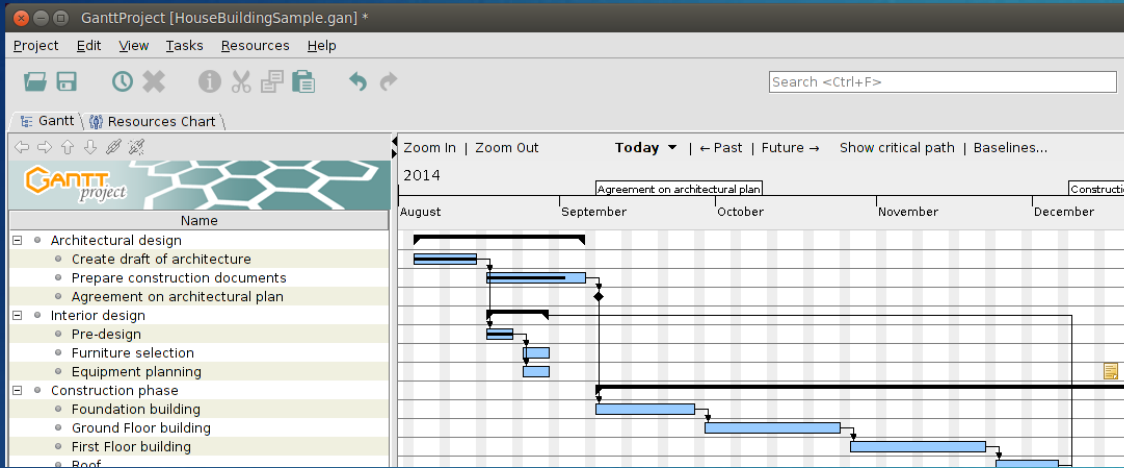 GanttProject [HouseBuildingSample.gan] *
Project Edit View Tasks Resources Help
Search <Ctrl+F>
Gantt Resources Chart
Zoom In | Zoom Out Today | ← Past | Future → Show critical path | Baselines...
GANTT
project
2014
Agreement on architectural plan
Name
August September October November December
Architectural design
Create draft of architecture
Prepare construction documents
Agreement on architectural plan
Interior design
Pre-design
Furniture selection
Equipment planning
Construction phase
Foundation building
Ground Floor building
First Floor building
Roof